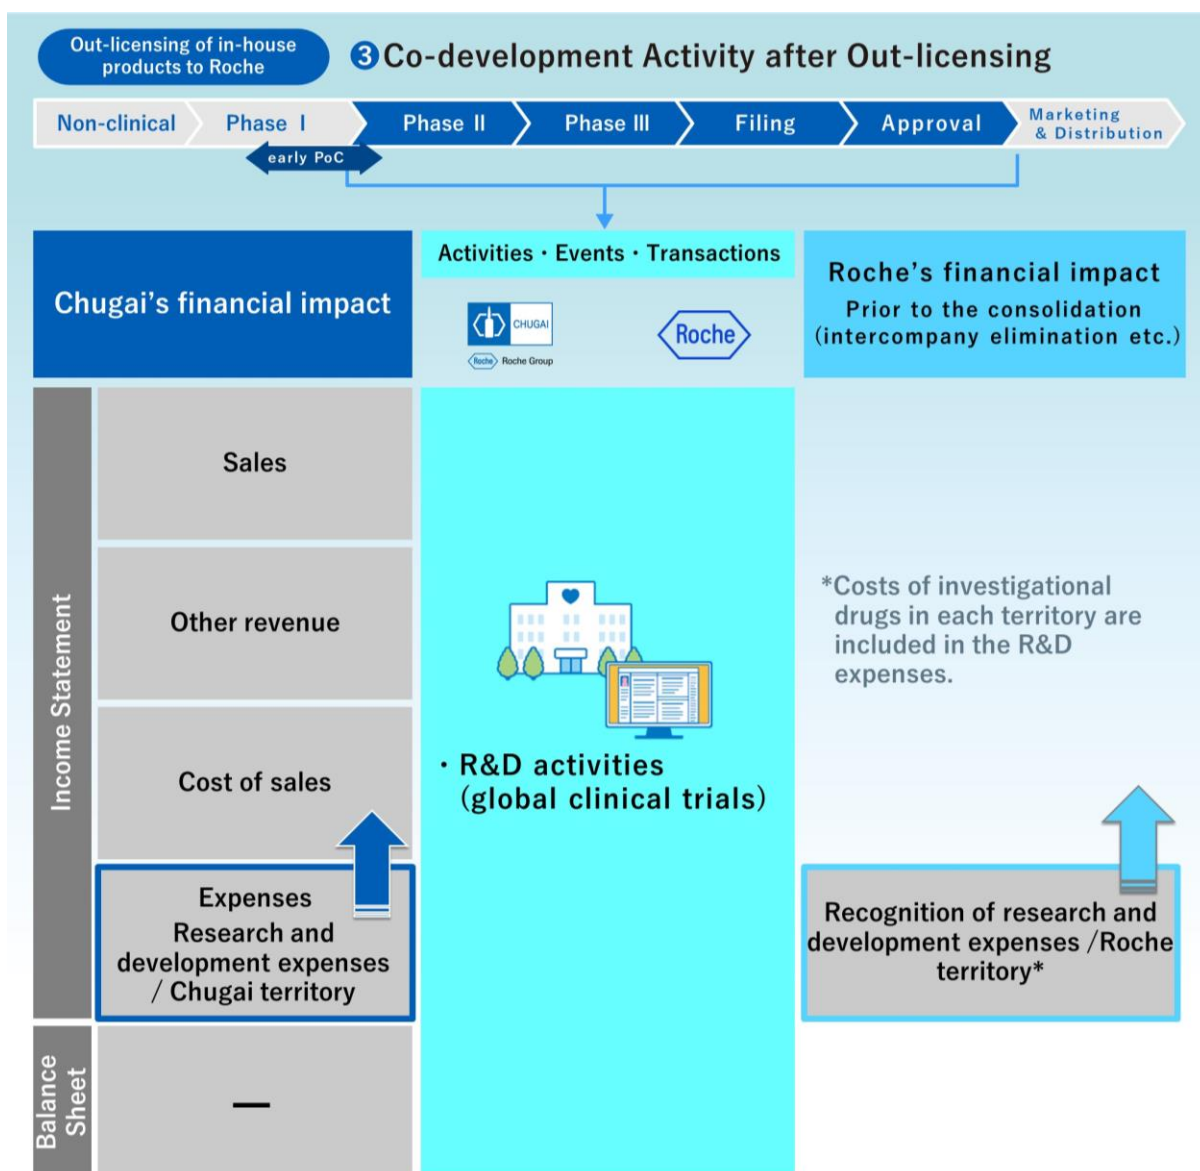 Out-licensing of in-house
products to Roche
❸Co-development Activity after Out-licensing
Non-clinical
Phase Ⅰ
Phase Ⅱ
Phase Ⅲ
Filing
Approval
Marketing
& Distribution
early PoC
Chugai’s financial impact
Activities・Events・Transactions
CHUGAI
Roche Roche Group
Roche
Roche’s financial impact
Prior to the consolidation
(intercompany elimination etc.)
Income Statement
Sales
Other revenue
Cost of sales
Expenses
Research and
development expenses
/ Chugai territory
・R&D activities
(global clinical trials)
*Costs of investigational
drugs in each territory are
included in the R&D
expenses.
Recognition of research and
development expenses /Roche
territory*
Balance
Sheet
—